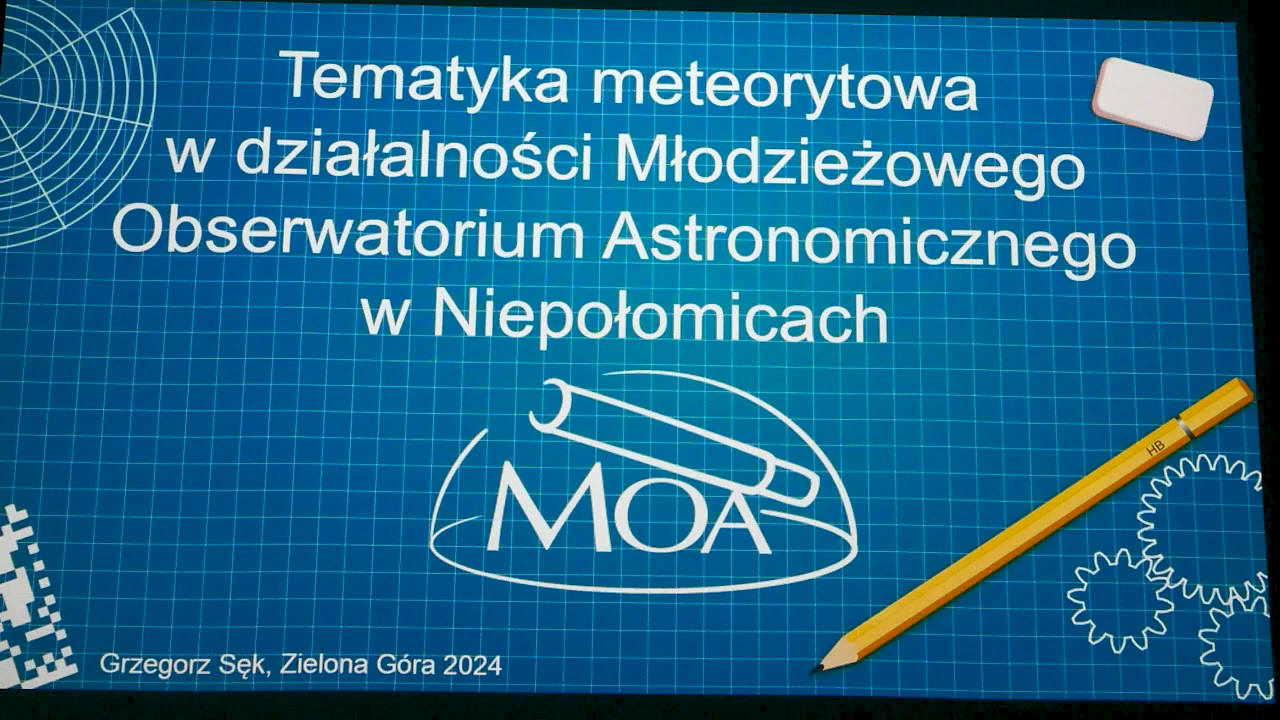 Tematyka meteorytowa
w działalności Młodzieżowego
Obserwatorium Astronomicznego
w Niepołomicach
MOA
HB
Grzegorz Sęk, Zielona Góra 2024